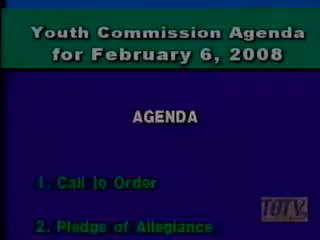 Youth Commission Agenda
for February 6, 2008
AGENDA
1. Call to Order
2. Pledge of Allegiance